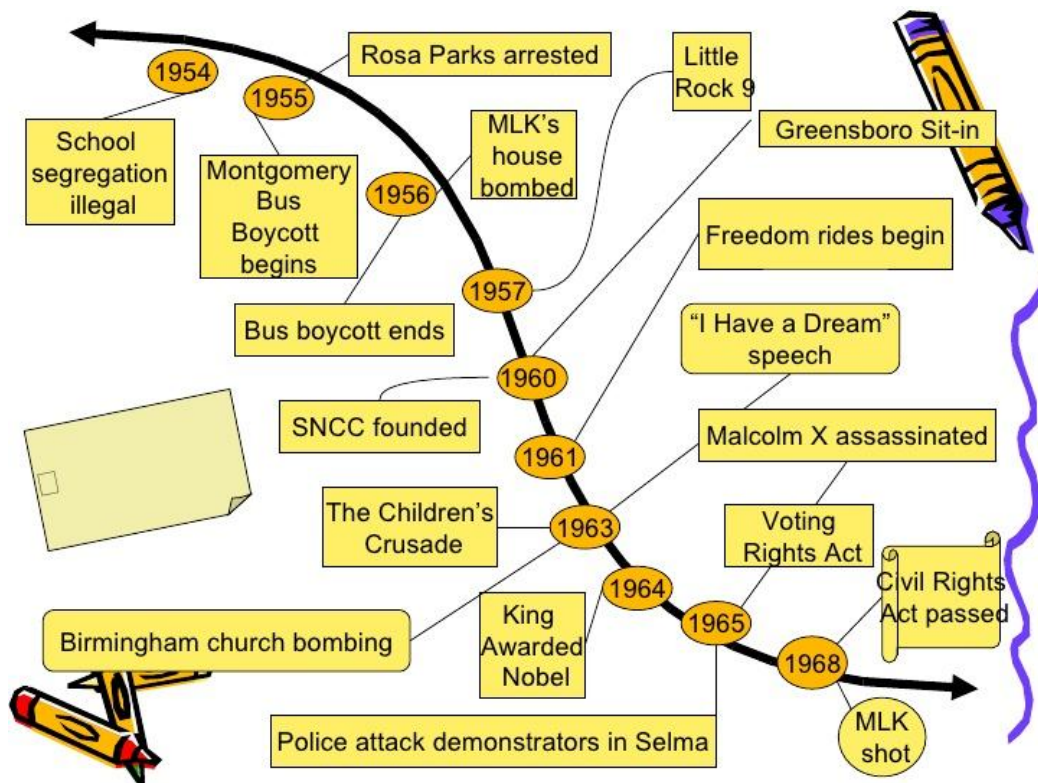 1954
School
segregation
illegal
1955
Rosa Parks arrested
Montgomery
Bus
Boycott
begins
1956
MLK's
house
bombed
Bus boycott ends
1957
Little
Rock 9
1960
Greensboro Sit-in
SNCC founded
1961
Freedom rides begin
1963
“I Have a Dream”
speech
The Children's
Crusade
Birmingham church bombing
1964
King
Awarded
Nobel
1965
Malcolm X assassinated
Voting
Rights Act
Police attack demonstrators in Selma
1968
Civil Rights
Act passed
MLK
shot